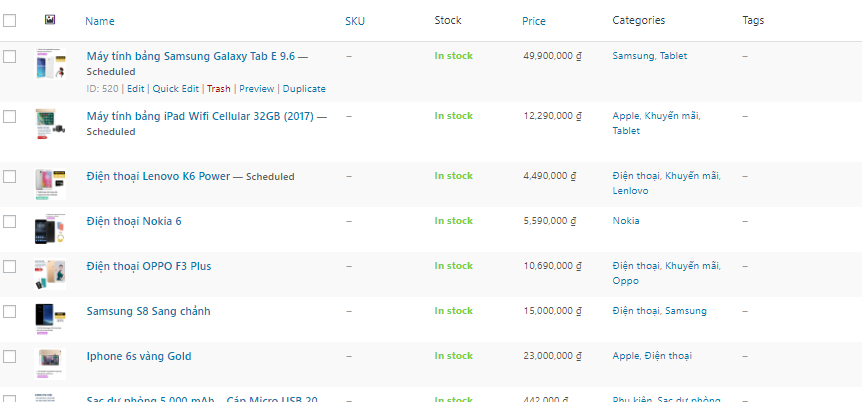 Name SKU Stock Price Categories Tags
Máy tính bảng Samsung Galaxy Tab E 9.6 — – In stock 49,900,000 ₫ Samsung, Tablet –
Scheduled
ID: 520 | Edit | Quick Edit | Trash | Preview | Duplicate
Máy tính bảng iPad Wifi Cellular 32GB (2017) — – In stock 12,290,000 ₫ Apple, Khuyến mãi, –
Scheduled Tablet
Điện thoại Lenovo K6 Power — Scheduled – In stock 4,490,000 ₫ Điện thoại, Khuyến mãi, –
Lenlovo
Điện thoại Nokia 6 – In stock 5,590,000 ₫ Nokia –
Điện thoại OPPO F3 Plus – In stock 10,690,000 ₫ Điện thoại, Khuyến mãi, –
Oppo
Samsung S8 Sang chảnh – In stock 15,000,000 ₫ Điện thoại, Samsung –
Iphone 6s vàng Gold – In stock 23,000,000 ₫ Apple, Điện thoại –
Sạc dự phòng 5.000 mAh – Cáp Micro USB 20 – In stock 442,000 ₫ Phụ kiện, Sạc dự phòng –